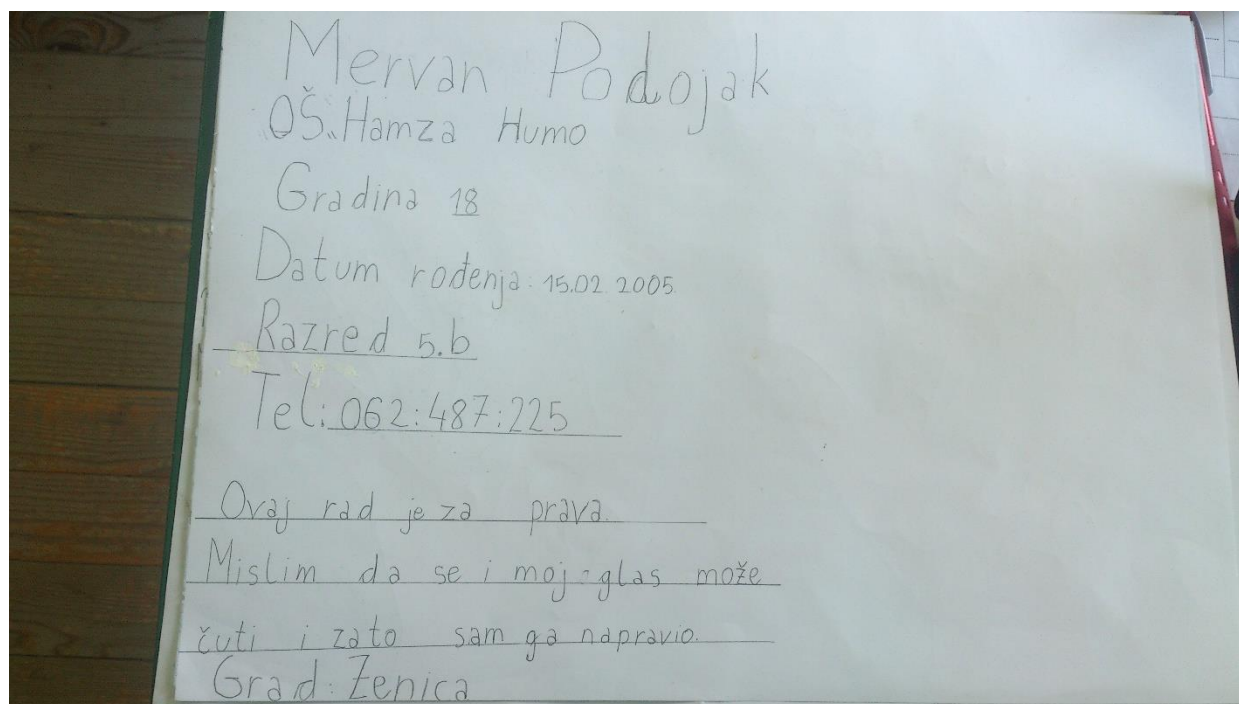 Mervan Podojak
OŠ. Hamza Humo
Gradina 18
Datum rođenja: 15.02.2005.
Razred 5.b
Tel: 062:487:225
Ovaj rad je za prava.
Mislim da se i moj glas može
čuti i zato sam ga napravio.
Grad: Zenica